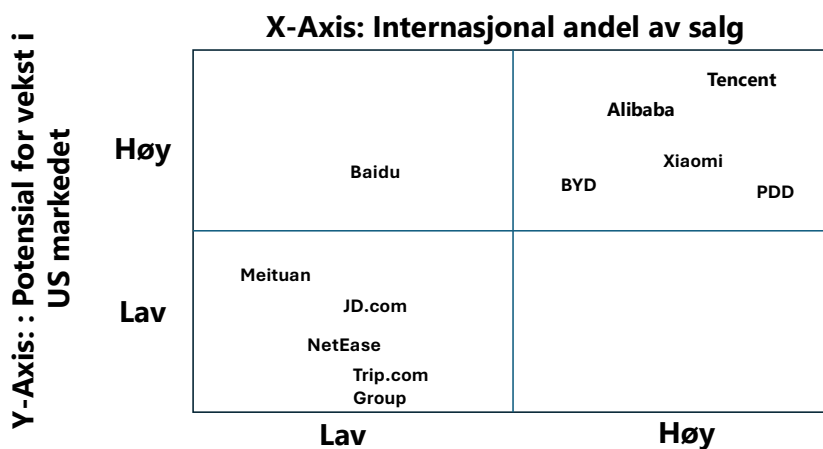 X-Axis: Internasjonal andel av salg
Y-Axis: : Potensial for vekst i
US markedet
Høy
Tencent
Alibaba
Xiaomi
Baidu
BYD
PDD
Lav
Meituan
JD.com
NetEase
Trip.com
Group
Lav
Høy